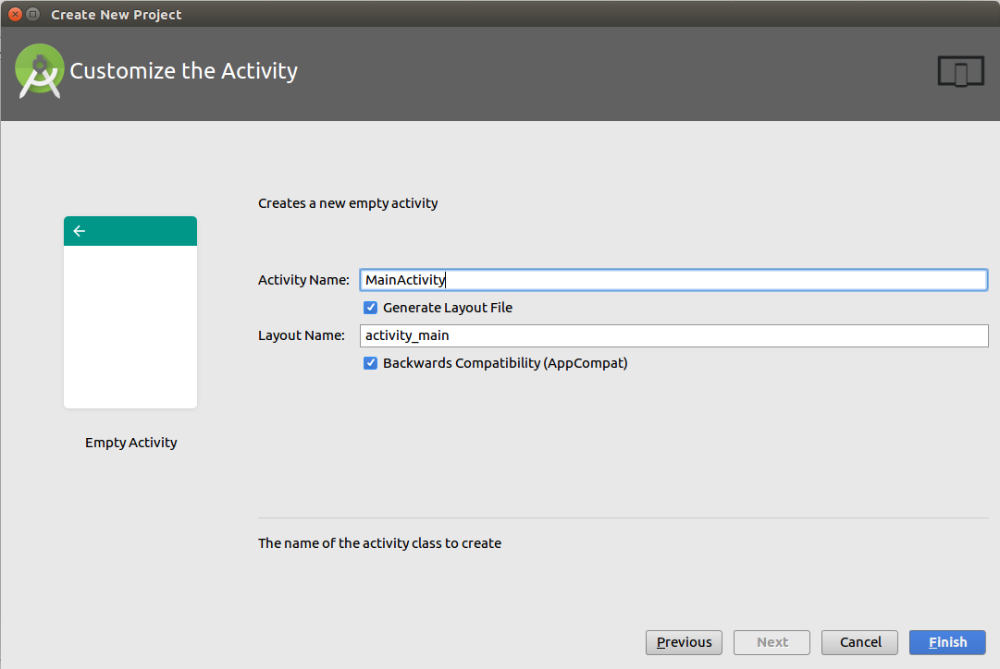 Create New Project
Customize the Activity
Creates a new empty activity
Activity Name: MainActivity
Generate Layout File
Layout Name: activity_main
Backwards Compatibility (AppCompat)
Empty Activity
The name of the activity class to create
Previous Next Cancel Finish